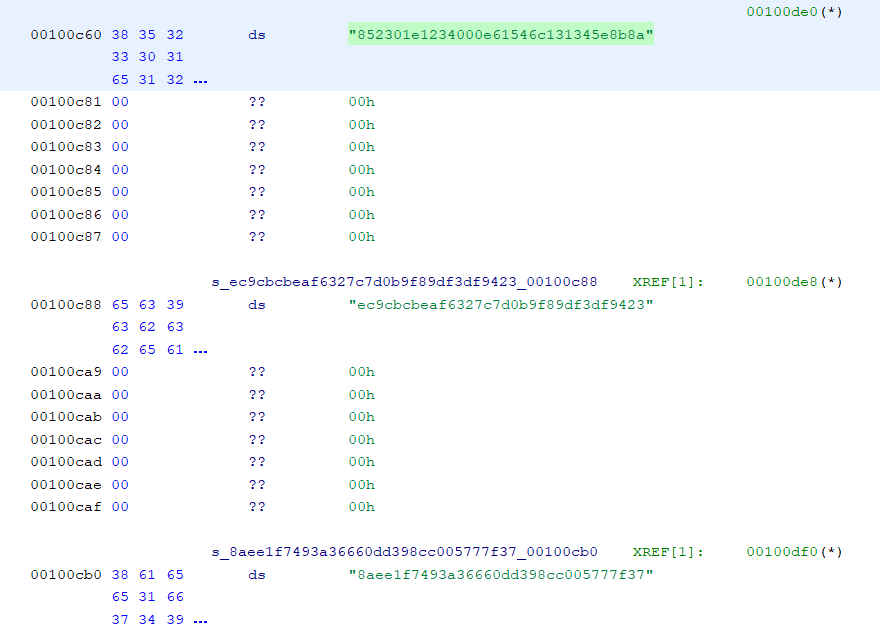 00100de0(*)
00100c60 38 35 32 ds "852301e1234000e61546c131345e8b8a"
33 30 31
65 31 32 ...
00100c81 00 ?? 00h
00100c82 00 ?? 00h
00100c83 00 ?? 00h
00100c84 00 ?? 00h
00100c85 00 ?? 00h
00100c86 00 ?? 00h
00100c87 00 ?? 00h
s_ec9cbcbeaf6327c7d0b9f89df3df9423_00100c88 XREF[1]: 00100de8(*)
00100c88 65 63 39 ds "ec9cbcbeaf6327c7d0b9f89df3df9423"
63 62 63
62 65 61 ...
00100ca9 00 ?? 00h
00100caa 00 ?? 00h
00100cab 00 ?? 00h
00100cac 00 ?? 00h
00100cad 00 ?? 00h
00100cae 00 ?? 00h
00100caf 00 ?? 00h
s_8aee1f7493a36660dd398cc005777f37_00100cb0 XREF[1]: 00100df0(*)
00100cb0 38 61 65 ds "8aee1f7493a36660dd398cc005777f37"
65 31 66
37 34 39 ...